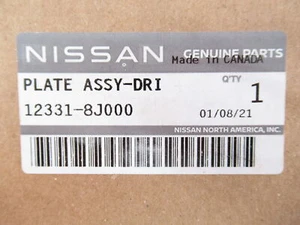 NISSAN GENUINE PARTS
Made in CANADA
PLATE ASSY-DRI Q'TY
12331-8J000 1
01/08/21
NISSAN NORTH AMERICA, INC.